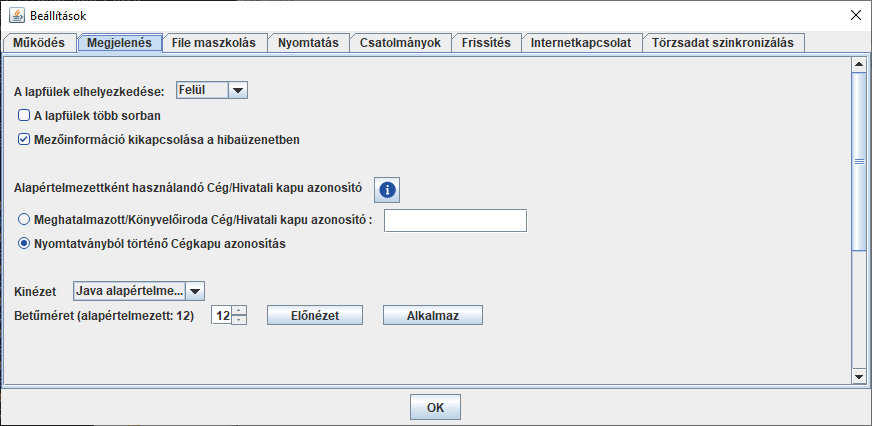 Beállítások
Működés Megjelenés File maszkolás Nyomtatás Csatolmányok Frissítés Internetkapcsolat Törzsadat szinkronizálás
A lapfülek elhelyezkedése: Felül
A lapfülek több sorban
Mezőinformáció kikapcsolása a hibaüzenetben
Alapértelmezettként használandó Cég/Hivatali kapu azonosító
Meghatalmazott/Könyvelőiroda Cég/Hivatali kapu azonosító :
Nyomtatványból történő Cégkapu azonosítás
Kinézet Java alapértelme...
Betűméret (alapértelmezett: 12) 12 Előnézet Alkalmaz
OK